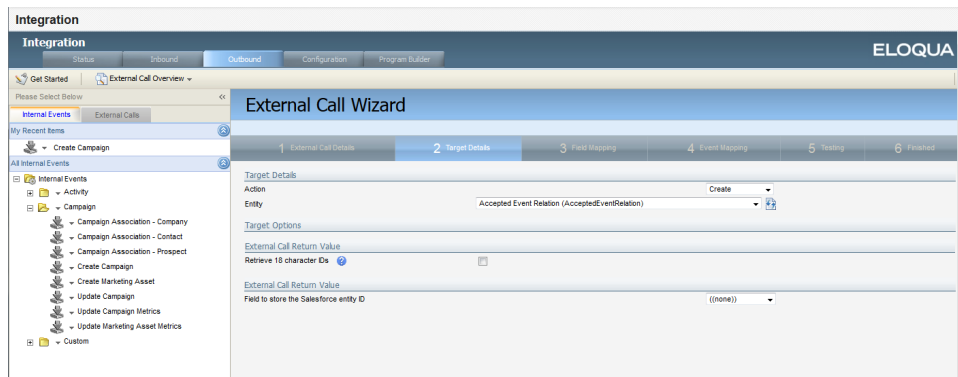 Integration
Integration
ELOQUA
Status Inbound Outbound Configuration Program Builder
Get Started External Call Overview
Please Select Below <<
Internal Events External Calls
My Recent Items
Create Campaign
All Internal Events
Internal Events
Activity
Campaign
Campaign Association - Company
Campaign Association - Contact
Campaign Association - Prospect
Create Campaign
Create Marketing Asset
Update Campaign
Update Campaign Metrics
Update Marketing Asset Metrics
Custom
External Call Wizard
1 External Call Details 2 Target Details 3 Field Mapping 4 Event Mapping 5 Testing 6 Finished
Target Details
Action Create
Entity Accepted Event Relation (AcceptedEventRelation)
Target Options
External Call Return Value
Retrieve 18 character IDs ?
External Call Return Value
Field to store the Salesforce entity ID ((none))